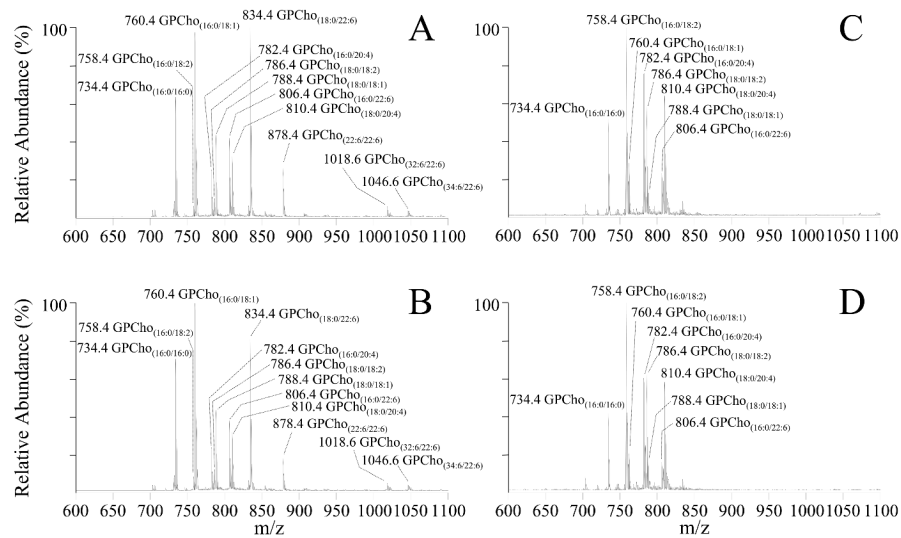 Relative Abundance (%)
100
A
760.4 GPCho(16:0/18:1)
834.4 GPCho(18:0/22:6)
758.4 GPCho(16:0/18:2)
782.4 GPCho(16:0/20:4)
786.4 GPCho(18:0/18:2)
734.4 GPCho(16:0/16:0)
788.4 GPCho(18:0/18:1)
806.4 GPCho(16:0/22:6)
810.4 GPCho(18:0/20:4)
878.4 GPCho(22:6/22:6)
1018.6 GPCho(32:6/22:6)
1046.6 GPCho(34:6/22:6)
600 650 700 750 800 850 900 950 1000 1050 1100
C
758.4 GPCho(16:0/18:2)
760.4 GPCho(16:0/18:1)
782.4 GPCho(16:0/20:4)
786.4 GPCho(18:0/18:2)
810.4 GPCho(18:0/20:4)
734.4 GPCho(16:0/16:0)
788.4 GPCho(18:0/18:1)
806.4 GPCho(16:0/22:6)
600 650 700 750 800 850 900 950 1000 1050 1100
Relative Abundance (%)
100
B
760.4 GPCho(16:0/18:1)
834.4 GPCho(18:0/22:6)
758.4 GPCho(16:0/18:2)
734.4 GPCho(16:0/16:0)
782.4 GPCho(16:0/20:4)
786.4 GPCho(18:0/18:2)
788.4 GPCho(18:0/18:1)
806.4 GPCho(16:0/22:6)
810.4 GPCho(18:0/20:4)
878.4 GPCho(22:6/22:6)
1018.6 GPCho(32:6/22:6)
1046.6 GPCho(34:6/22:6)
600 650 700 750 800 850 900 950 1000 1050 1100
m/z
D
758.4 GPCho(16:0/18:2)
760.4 GPCho(16:0/18:1)
782.4 GPCho(16:0/20:4)
786.4 GPCho(18:0/18:2)
810.4 GPCho(18:0/20:4)
734.4 GPCho(16:0/16:0)
788.4 GPCho(18:0/18:1)
806.4 GPCho(16:0/22:6)
600 650 700 750 800 850 900 950 1000 1050 1100
m/z